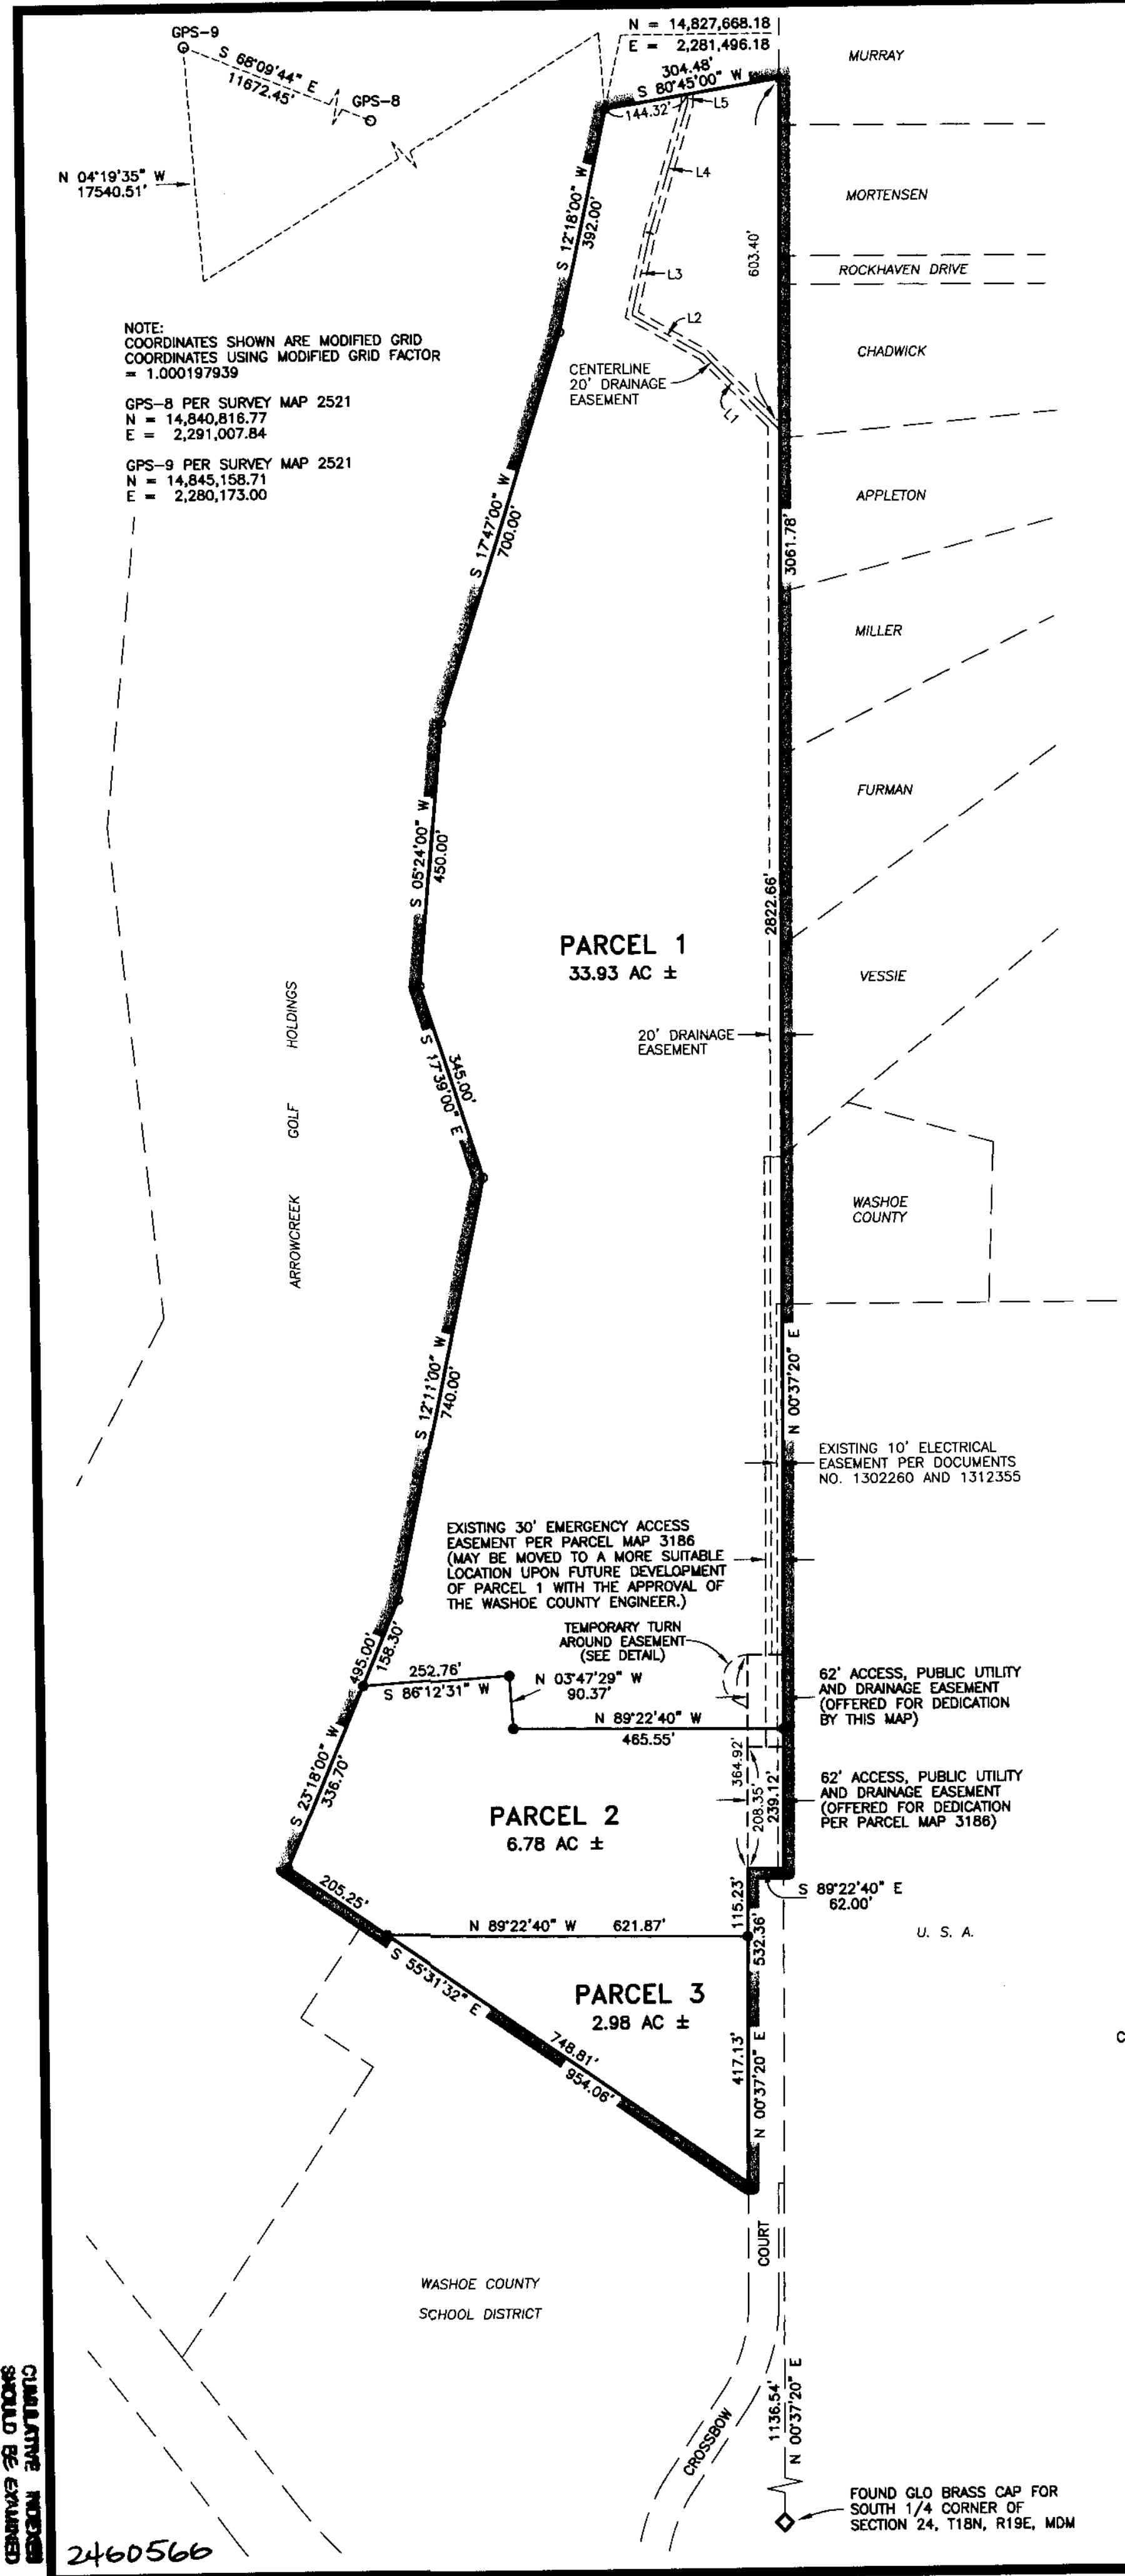 N = 14,827,668.18
E = 2,281,496.18
GPS-9
S 68°09'44" E
11672.45'
GPS-8
N 04°19'35" W
17540.51'
304.48'
S 80°45'00" W
144.32'
L5
L4
L3
L2
L1
603.40'
S 12°18'00" W
392.00'
MURRAY
MORTENSEN
ROCKHAVEN DRIVE
CHADWICK
APPLETON
MILLER
FURMAN
VESSIE
WASHOE
COUNTY
NOTE:
COORDINATES SHOWN ARE MODIFIED GRID
COORDINATES USING MODIFIED GRID FACTOR
= 1.000197939
GPS-8 PER SURVEY MAP 2521
N = 14,840,816.77
E = 2,291,007.84
GPS-9 PER SURVEY MAP 2521
N = 14,845,158.71
E = 2,280,173.00
CENTERLINE
20' DRAINAGE
EASEMENT
S 17°47'00" W
700.00'
3061.78'
S 05°24'00" W
450.00'
2822.66'
PARCEL 1
33.93 AC ±
20' DRAINAGE
EASEMENT
ARROWCREEK GOLF HOLDINGS
S 17°39'00" E
345.00'
S 12°11'00" W
740.00'
N 00°37'20" E
EXISTING 10' ELECTRICAL
EASEMENT PER DOCUMENTS
NO. 1302260 AND 1312355
EXISTING 30' EMERGENCY ACCESS
EASEMENT PER PARCEL MAP 3186
(MAY BE MOVED TO A MORE SUITABLE
LOCATION UPON FUTURE DEVELOPMENT
OF PARCEL 1 WITH THE APPROVAL OF
THE WASHOE COUNTY ENGINEER.)
TEMPORARY TURN
AROUND EASEMENT
(SEE DETAIL)
495.00'
158.30'
252.76'
S 86°12'31" W
N 03°47'29" W
90.37'
N 89°22'40" W
465.55'
62' ACCESS, PUBLIC UTILITY
AND DRAINAGE EASEMENT
(OFFERED FOR DEDICATION
BY THIS MAP)
S 23°18'00" W
336.70'
364.92'
208.35'
239.12'
62' ACCESS, PUBLIC UTILITY
AND DRAINAGE EASEMENT
(OFFERED FOR DEDICATION
PER PARCEL MAP 3186)
PARCEL 2
6.78 AC ±
S 89°22'40" E
62.00'
205.25'
N 89°22'40" W 621.87'
115.23'
532.36'
U. S. A.
S 55°31'32" E
PARCEL 3
2.98 AC ±
748.81'
954.06'
417.13'
N 00°37'20" E
C
COURT
CROSSBOW
WASHOE COUNTY
SCHOOL DISTRICT
1136.54'
N 00°37'20" E
FOUND GLO BRASS CAP FOR
SOUTH 1/4 CORNER OF
SECTION 24, T18N, R19E, MDM
CUMULATIVE INDEXES
SHOULD BE EXAMINED
2460566